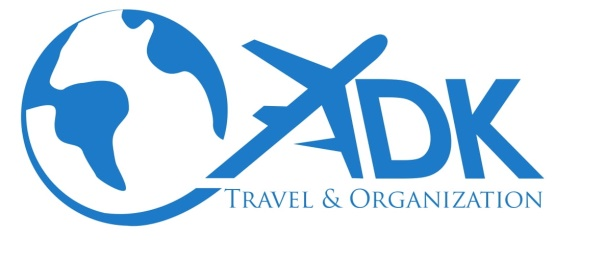 ADK
TRAVEL & ORGANIZATION